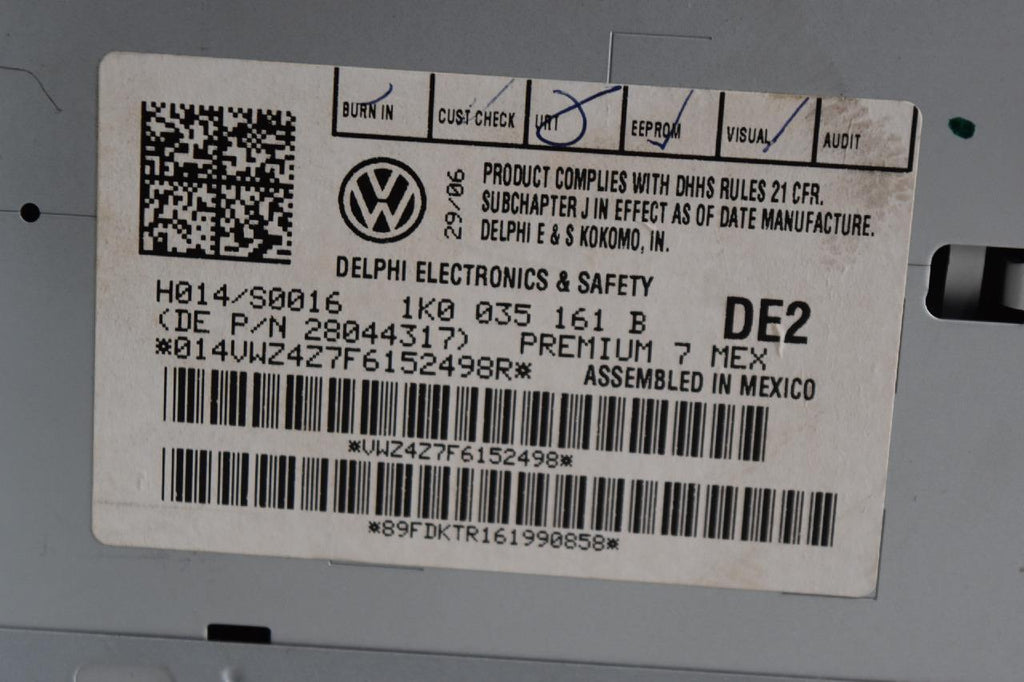 BURN IN CUST CHECK URT EEPROM VISUAL AUDIT
29/06
PRODUCT COMPLIES WITH DHHS RULES 21 CFR.
SUBCHAPTER J IN EFFECT AS OF DATE MANUFACTURE.
DELPHI E & S KOKOMO, IN.
DELPHI ELECTRONICS & SAFETY
H014/S0016 1K0 035 161 B DE2
(DE P/N 28044317) PREMIUM 7 MEX
*014VWZ4Z7F6152498R* ASSEMBLED IN MEXICO
*VWZ4Z7F6152498*
*89FDKTR161990858*